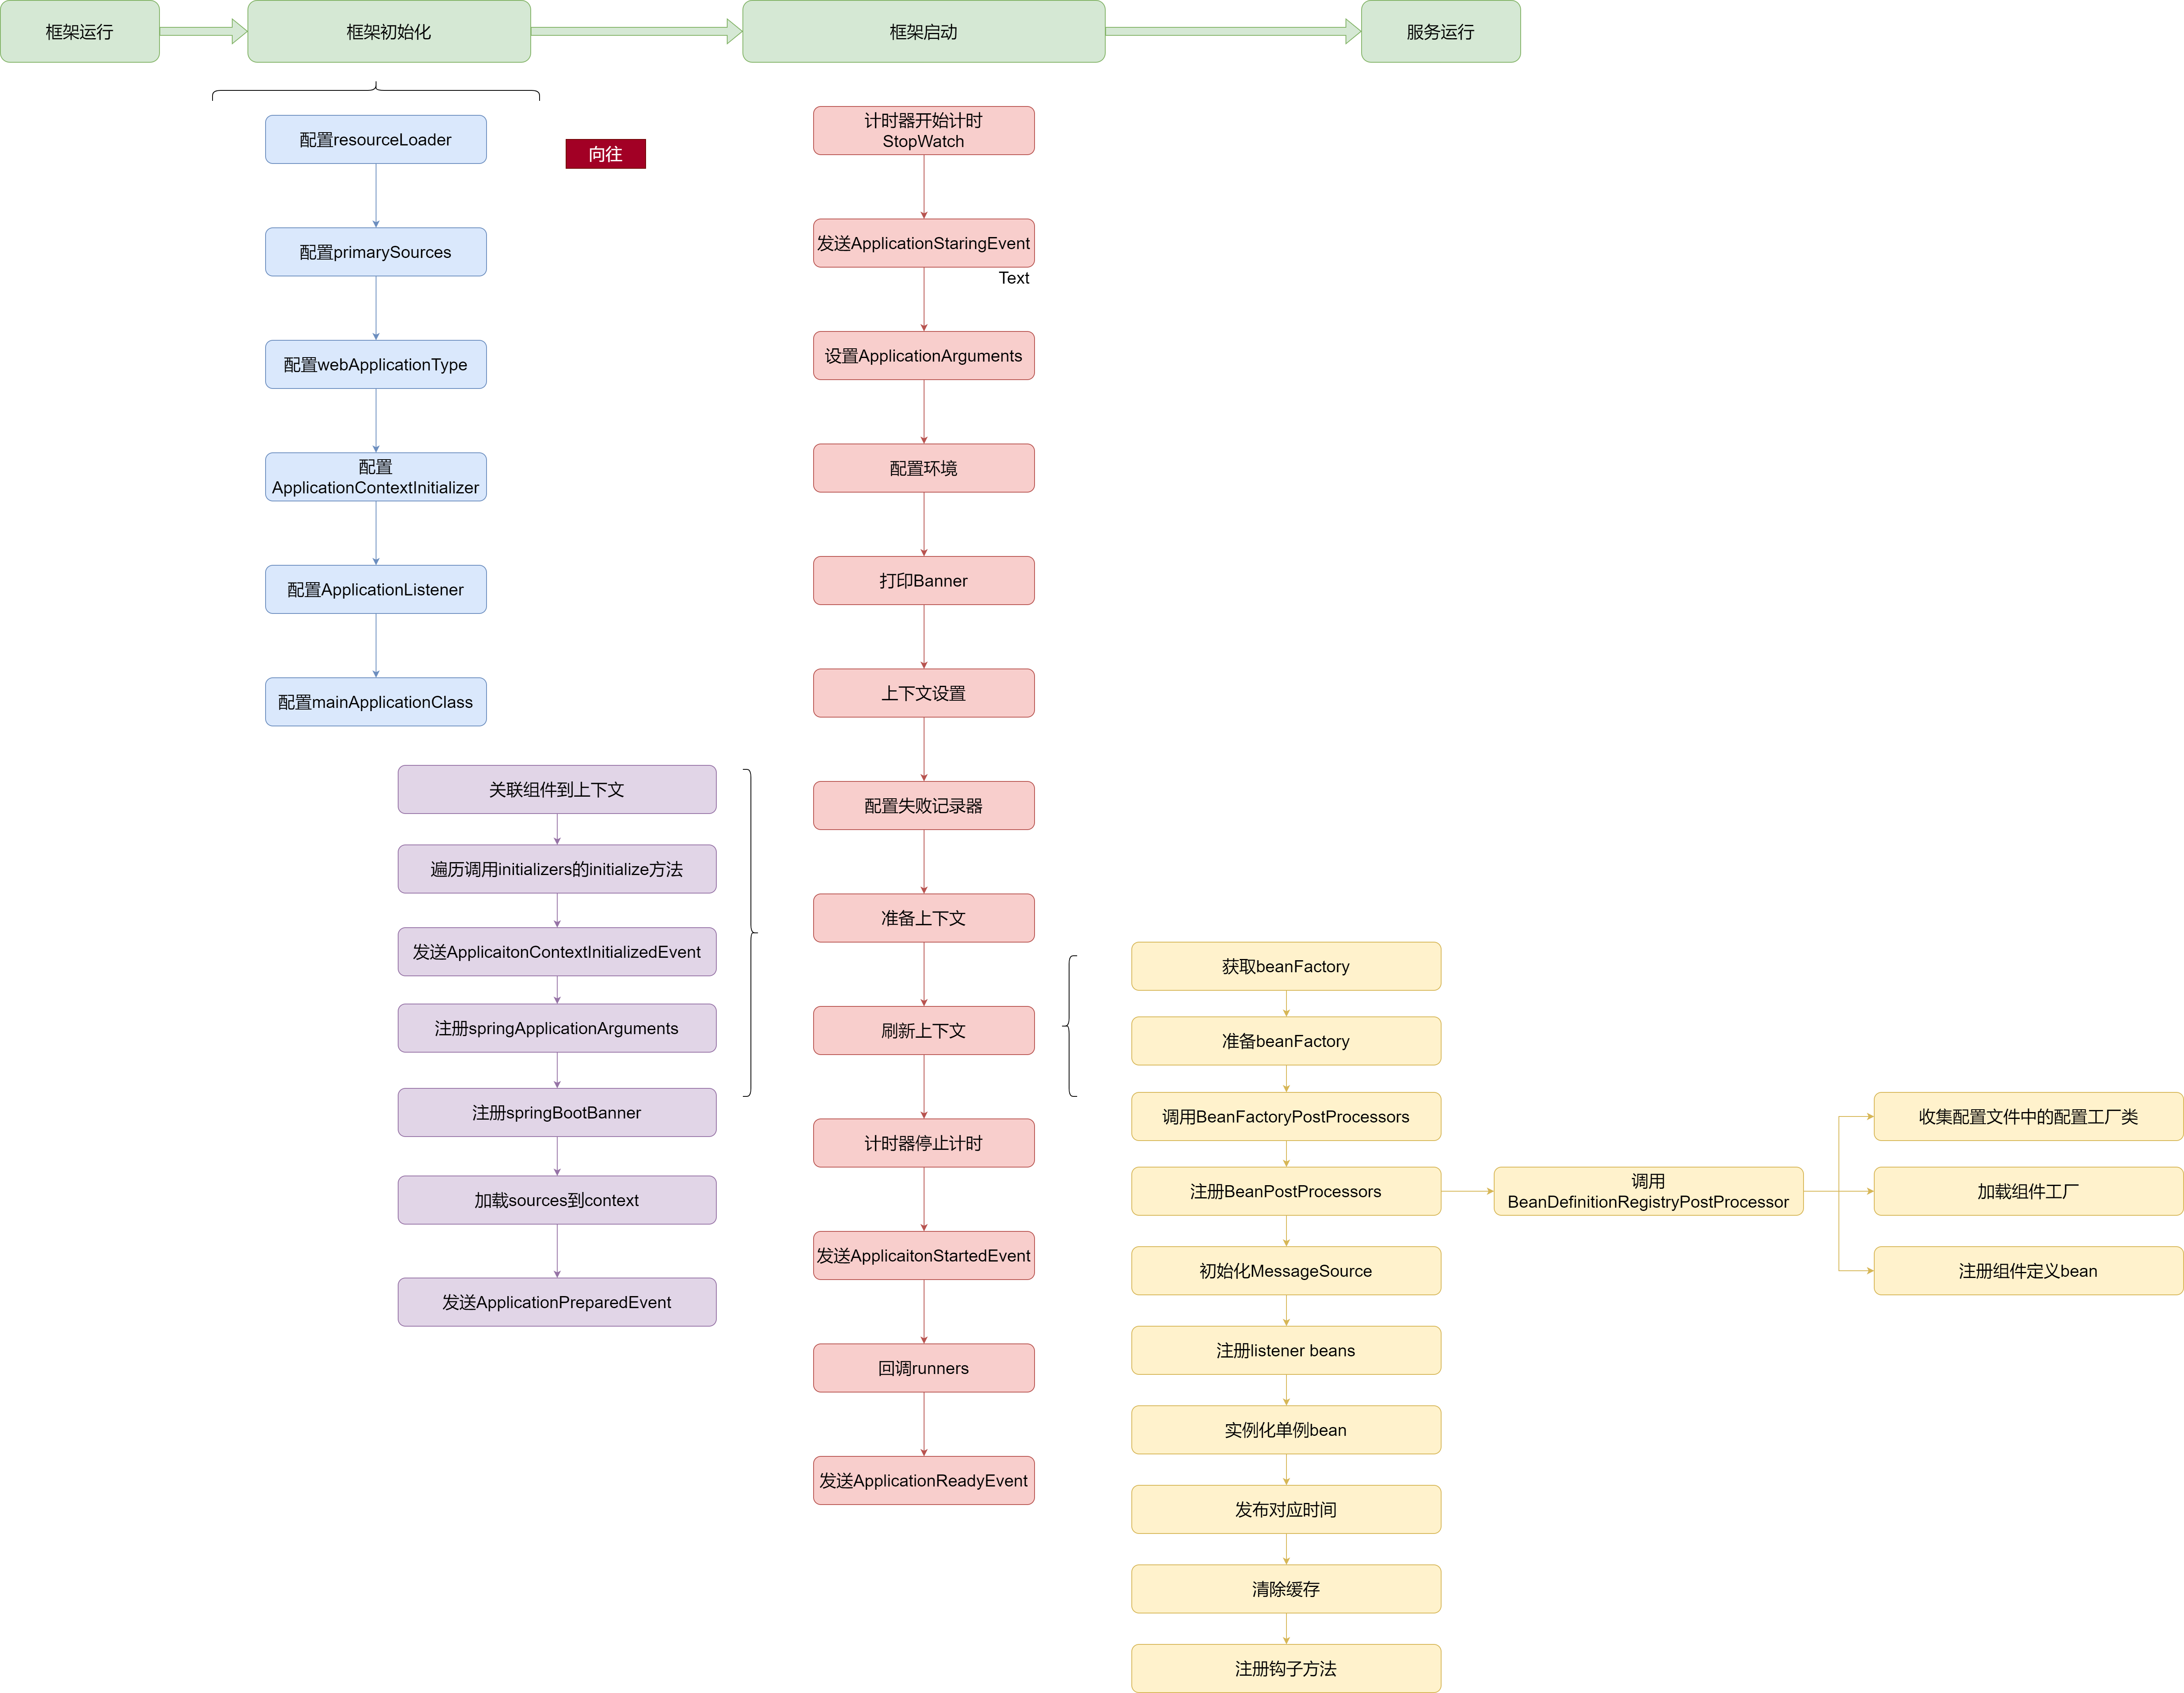 框架运行
框架初始化
框架启动
服务运行
配置resourceLoader
配置primarySources
配置webApplicationType
配置
ApplicationContextInitializer
配置ApplicationListener
配置mainApplicationClass
向往
关联组件到上下文
遍历调用initializers的initialize方法
发送ApplicaitonContextInitializedEvent
注册springApplicationArguments
注册springBootBanner
加载sources到context
发送ApplicationPreparedEvent
计时器开始计时
StopWatch
发送ApplicationStaringEvent
Text
设置ApplicationArguments
配置环境
打印Banner
上下文设置
配置失败记录器
准备上下文
刷新上下文
计时器停止计时
发送ApplicaitonStartedEvent
回调runners
发送ApplicationReadyEvent
获取beanFactory
准备beanFactory
调用BeanFactoryPostProcessors
注册BeanPostProcessors
初始化MessageSource
注册listener beans
实例化单例bean
发布对应时间
清除缓存
注册钩子方法
调用
BeanDefinitionRegistryPostProcessor
收集配置文件中的配置工厂类
加载组件工厂
注册组件定义bean